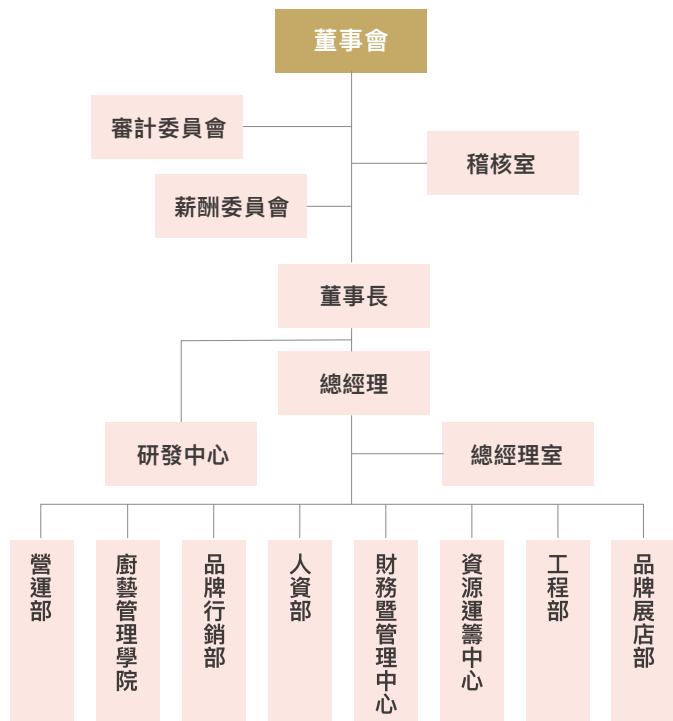 董事會
審計委員會
稽核室
薪酬委員會
董事長
總經理
研發中心
總經理室
營運部
廚藝管理學院
品牌行銷部
人資部
財務暨管理中心
資源運籌中心
工程部
品牌展店部